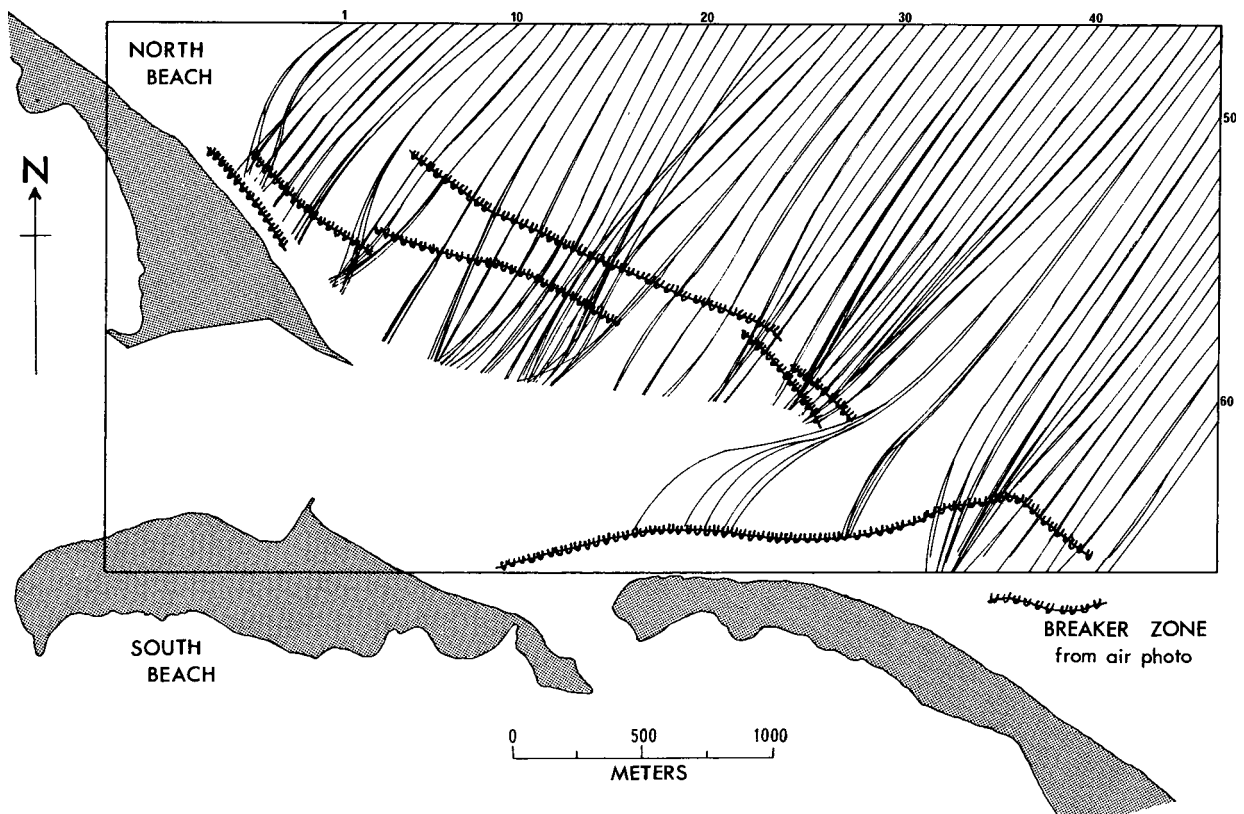 1 10 20 30 40
NORTH
BEACH
50
N
60
SOUTH
BEACH
BREAKER ZONE
from air photo
0 500 1000
METERS